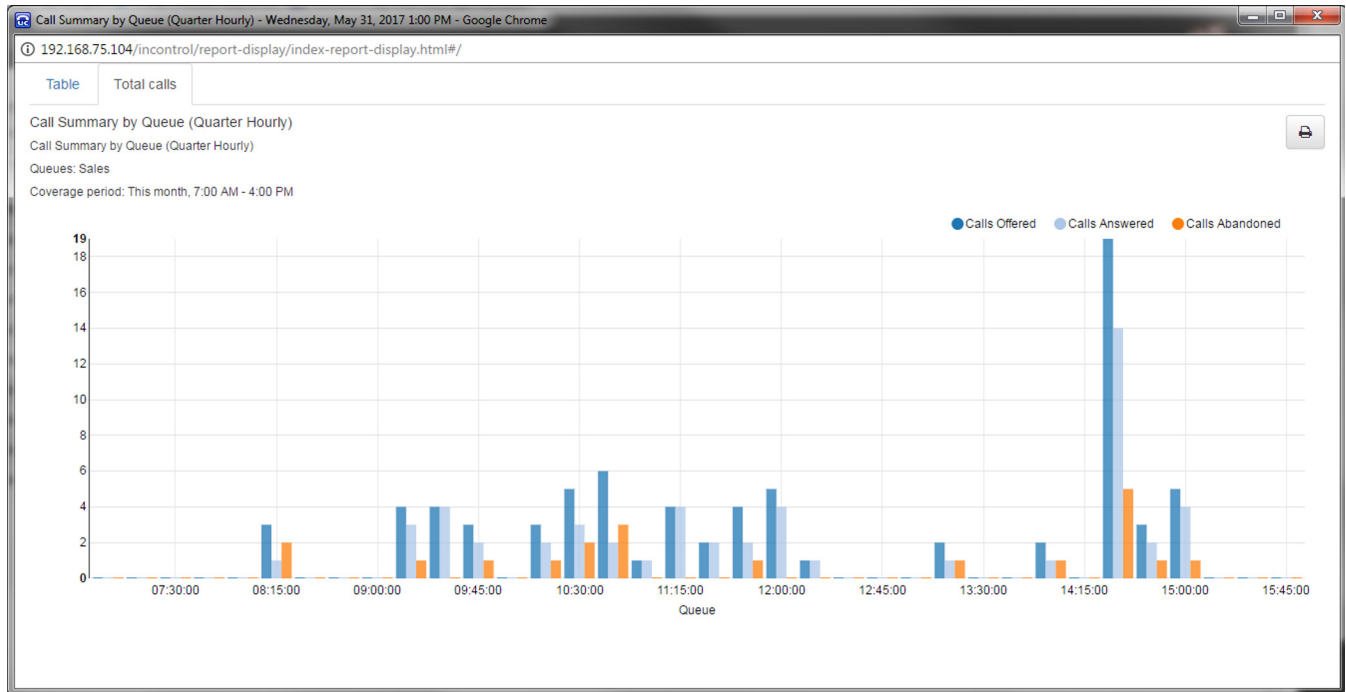 Call Summary by Queue (Quarter Hourly) - Wednesday, May 31, 2017 1:00 PM - Google Chrome
192.168.75.104/incontrol/report-display/index-report-display.html#/
Table Total calls
Call Summary by Queue (Quarter Hourly)
Call Summary by Queue (Quarter Hourly)
Queues: Sales
Coverage period: This month, 7:00 AM - 4:00 PM
Calls Offered Calls Answered Calls Abandoned
19
18
16
14
12
10
8
6
4
2
0
07:30:00 08:15:00 09:00:00 09:45:00 10:30:00 11:15:00 12:00:00 12:45:00 13:30:00 14:15:00 15:00:00 15:45:00
Queue